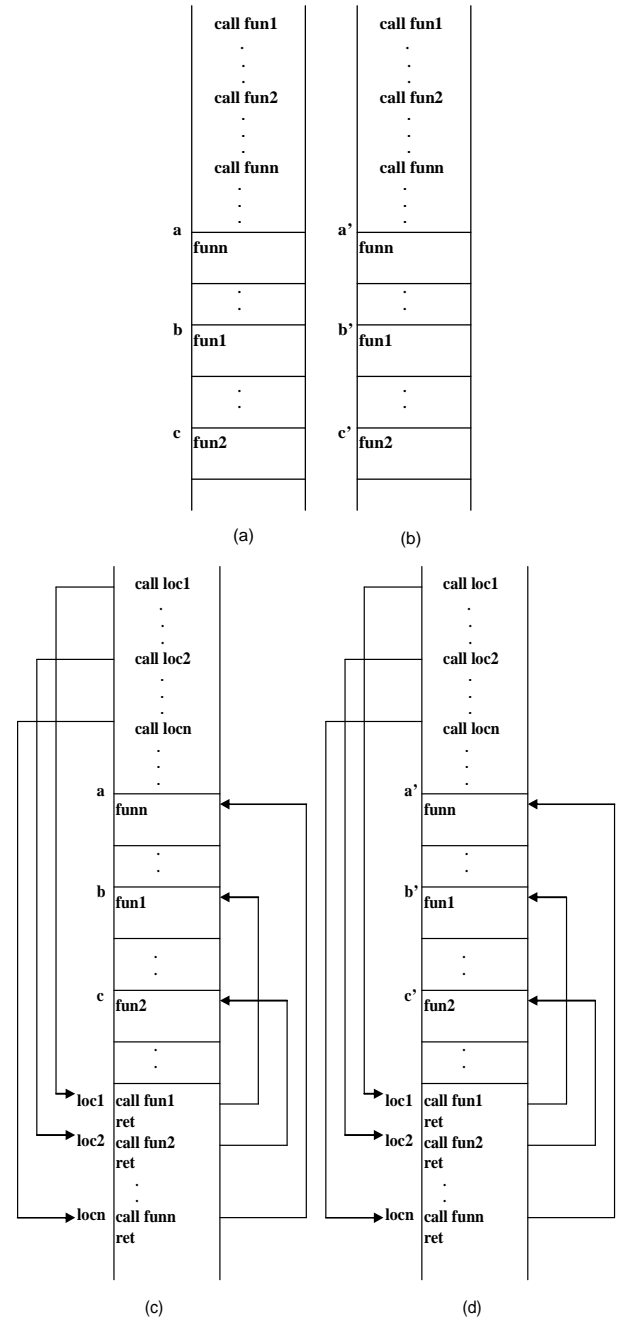 call fun1 call fun1
. .
. .
. .
call fun2 call fun2
. .
. .
. .
call funn call funn
. .
. .
. .
a a’
funn funn
. .
. .
b b’
fun1 fun1
. .
. .
c c’
fun2 fun2
(a) (b)
call loc1 call loc1
. .
. .
. .
call loc2 call loc2
. .
. .
. .
call locn call locn
. .
. .
. .
a a’
funn funn
. .
. .
b b’
fun1 fun1
. .
. .
c c’
fun2 fun2
. .
. .
loc1 call fun1 loc1 call fun1
ret ret
loc2 call fun2 loc2 call fun2
ret ret
. .
. .
locn call funn locn call funn
ret ret
(c) (d)